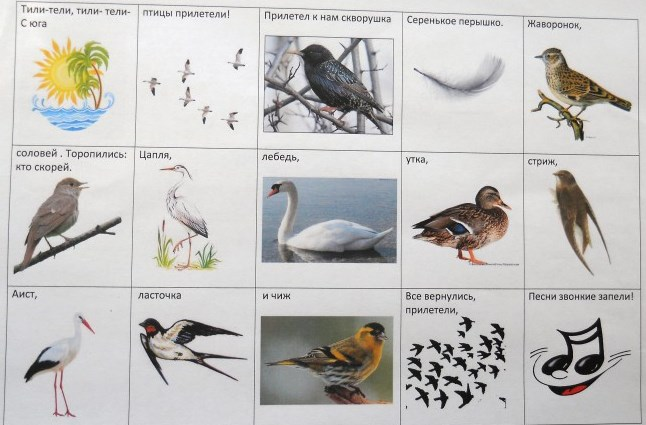 Тили-тели, тили- тели-
С юга
птицы прилетели!
Прилетел к нам скворушка
Серенькое перышко.
Жаворонок,
соловей . Торопились:
кто скорей.
Цапля,
лебедь,
утка,
стриж,
Аист,
ласточка
и чиж
Все вернулись,
прилетели,
Песни звонкие запели!